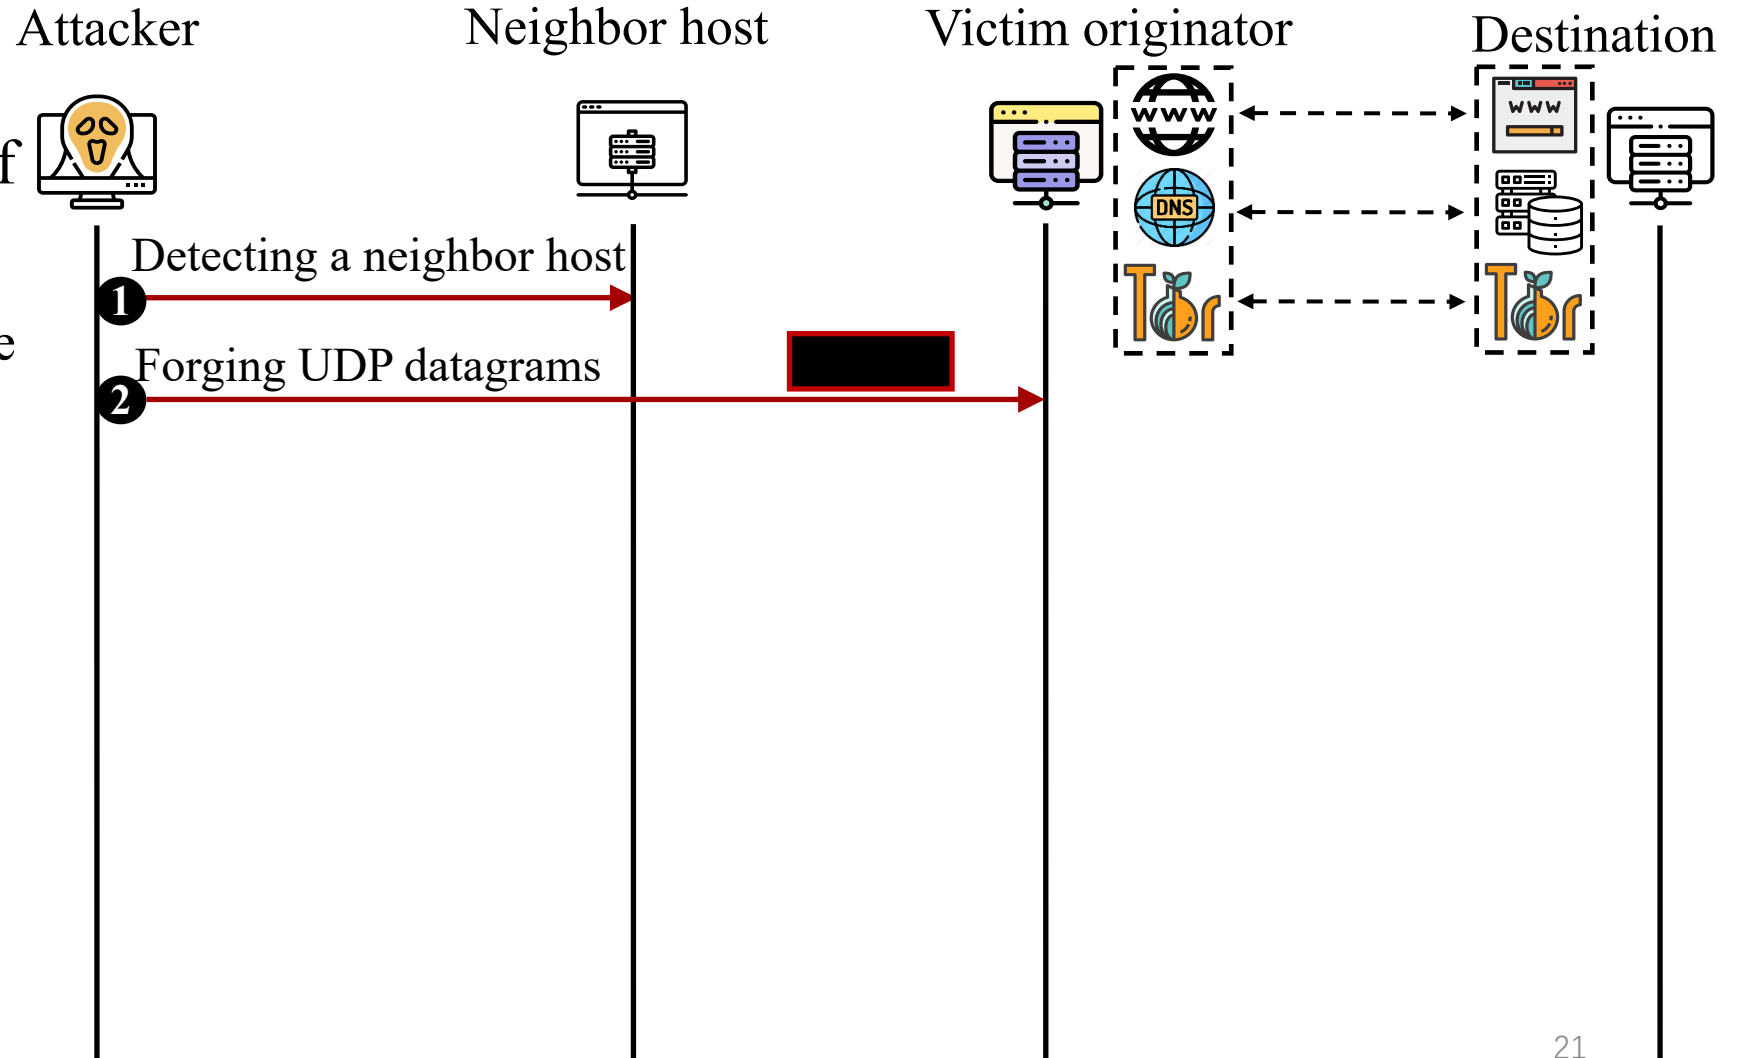 Attacker
Neighbor host
Victim originator
Destination
WWW
WWW
f
DNS
Detecting a neighbor host
1
Tor
Tor
e
Forging UDP datagrams
2
21